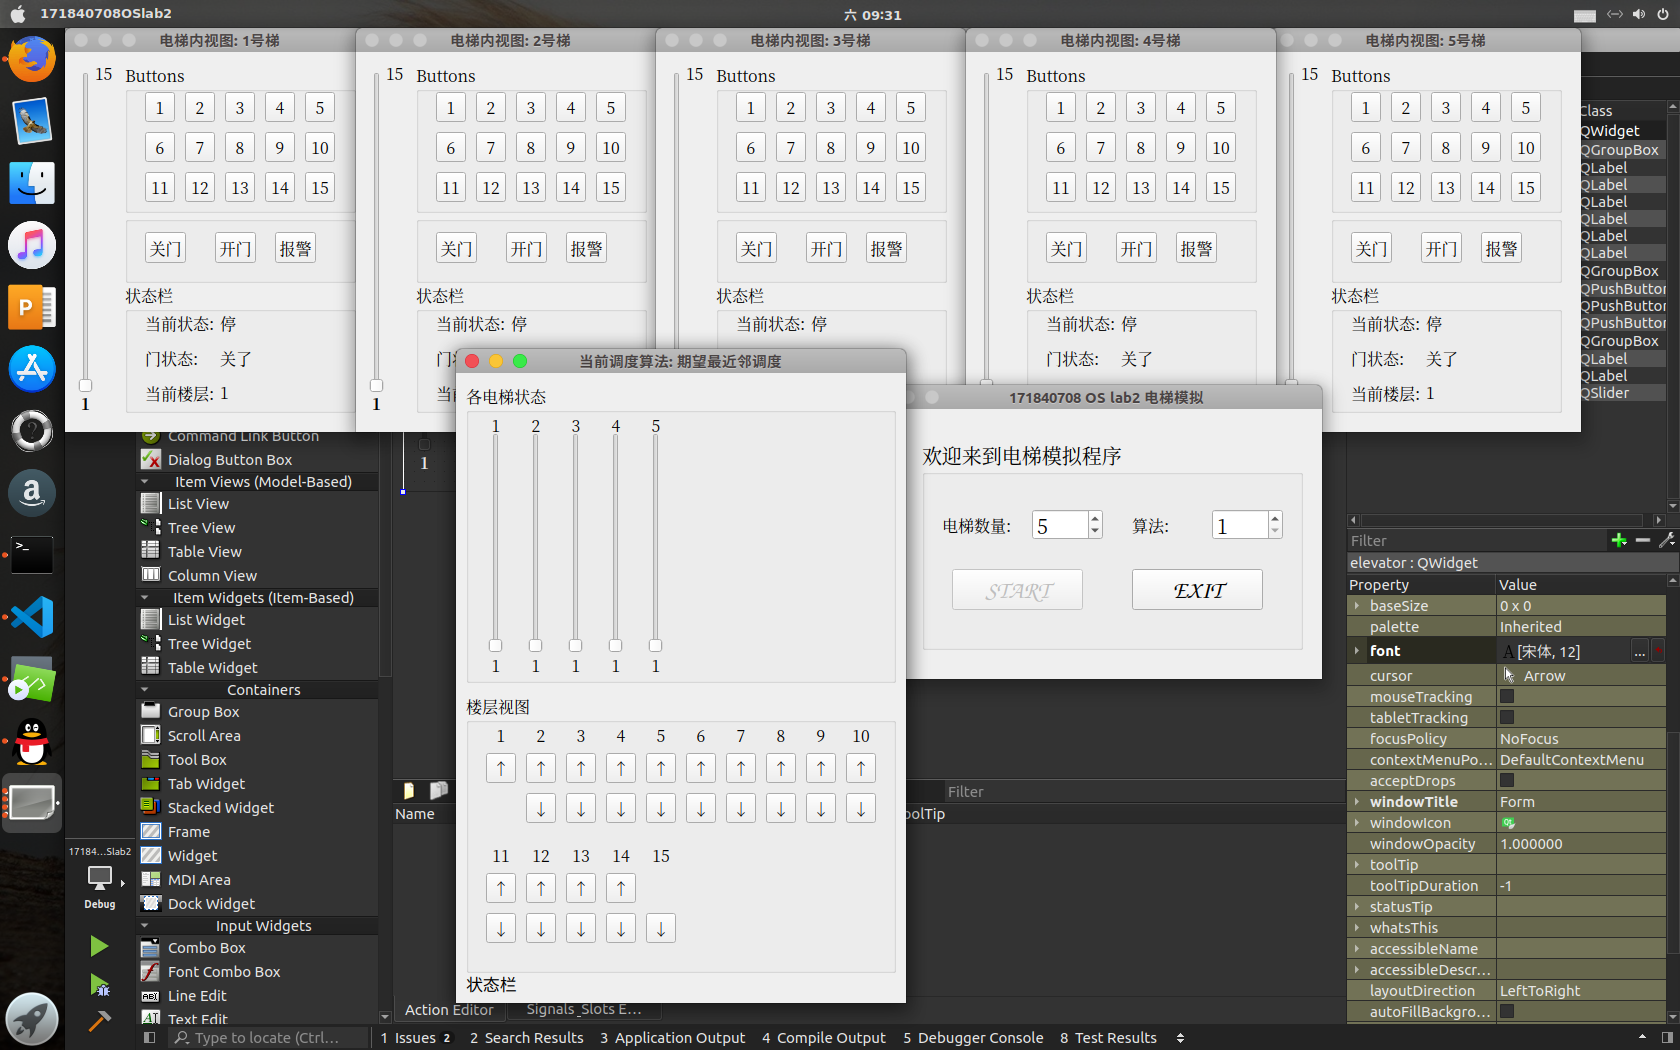 171840708OSlab2
六 09:31
电梯内视图: 1号梯
15 Buttons
1 2 3 4 5
6 7 8 9 10
11 12 13 14 15
关门 开门 报警
状态栏
当前状态: 停
门状态: 关了
当前楼层: 1
1
电梯内视图: 2号梯
15 Buttons
1 2 3 4 5
6 7 8 9 10
11 12 13 14 15
关门 开门 报警
状态栏
当前状态: 停
1
电梯内视图: 3号梯
15 Buttons
1 2 3 4 5
6 7 8 9 10
11 12 13 14 15
关门 开门 报警
状态栏
当前状态: 停
电梯内视图: 4号梯
15 Buttons
1 2 3 4 5
6 7 8 9 10
11 12 13 14 15
关门 开门 报警
状态栏
当前状态: 停
门状态: 关了
电梯内视图: 5号梯
15 Buttons
1 2 3 4 5
6 7 8 9 10
11 12 13 14 15
关门 开门 报警
状态栏
当前状态: 停
门状态: 关了
当前楼层: 1
当前调度算法: 期望最近邻调度
各电梯状态
1 2 3 4 5
1 1 1 1 1
楼层视图
1 2 3 4 5 6 7 8 9 10
↑ ↑ ↑ ↑ ↑ ↑ ↑ ↑ ↑ ↑
↓ ↓ ↓ ↓ ↓ ↓ ↓ ↓ ↓
11 12 13 14 15
↑ ↑ ↑ ↑
↓ ↓ ↓ ↓ ↓
状态栏
171840708 OS lab2 电梯模拟
欢迎来到电梯模拟程序
电梯数量: 5 算法: 1
START EXIT
Class
QWidget
QGroupBox
QLabel
QLabel
QLabel
QLabel
QLabel
QLabel
QGroupBox
QPushButton
QPushButton
QPushButton
QGroupBox
QLabel
QLabel
QSlider
Filter
elevator : QWidget
Property Value
baseSize 0 x 0
palette Inherited
font A [宋体, 12] ...
cursor Arrow
mouseTracking
tabletTracking
focusPolicy NoFocus
contextMenuPo... DefaultContextMenu
acceptDrops
windowTitle Form
windowIcon
windowOpacity 1.000000
toolTip
toolTipDuration -1
statusTip
whatsThis
accessibleName
accessibleDescr...
layoutDirection LeftToRight
autoFillBackgro...
Command Link Button
Dialog Button Box
Item Views (Model-Based)
List View
Tree View
Table View
Column View
Item Widgets (Item-Based)
List Widget
Tree Widget
Table Widget
Containers
Group Box
Scroll Area
Tool Box
Tab Widget
Stacked Widget
Frame
Widget
MDI Area
Dock Widget
Input Widgets
Combo Box
Font Combo Box
Line Edit
Text Edit
1
17184...Slab2
Debug
Filter
Name
oolTip
Action Editor Signals_Slots E...
Type to locate (Ctrl... 1 Issues 2 2 Search Results 3 Application Output 4 Compile Output 5 Debugger Console 8 Test Results